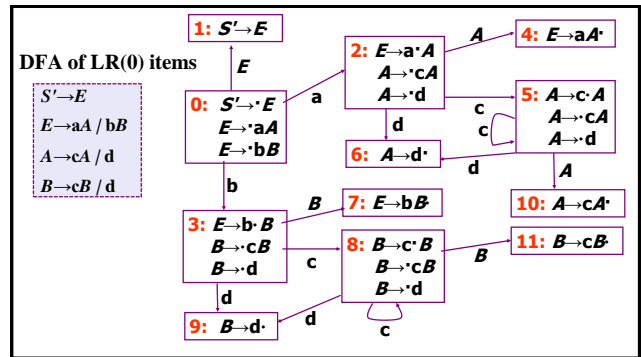 1: S'→E·
DFA of LR(0) items
S'→E
E→aA / bB
A→cA / d
B→cB / d
E
0: S'→·E
E→·aA
E→·bB
a
2: E→a·A
A→·cA
A→·d
A
4: E→aA·
c
5: A→c·A
A→·cA
A→·d
c
d
6: A→d·
d
A
10: A→cA·
b
3: E→b·B
B→·cB
B→·d
B
7: E→bB·
c
8: B→c·B
B→·cB
B→·d
B
11: B→cB·
d
9: B→d·
d
c